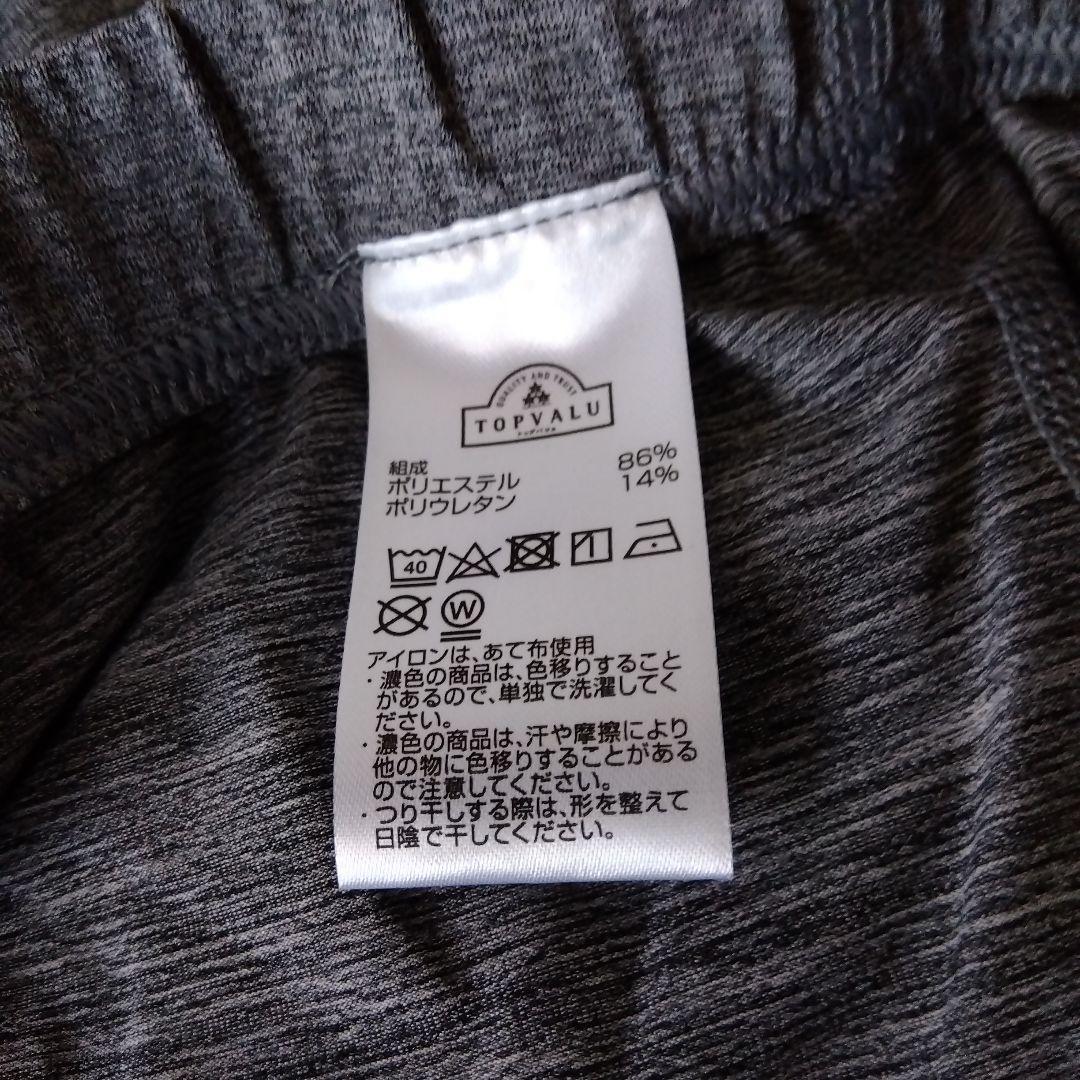 QUALITY AND TRUST
TOPVALU
トップバリュ
組成
ポリエステル 86%
ポリウレタン 14%
40
W
アイロンは、あて布使用
・濃色の商品は、色移りすること
があるので、単独で洗濯してく
ださい。
・濃色の商品は、汗や摩擦により
他の物に色移りすることがある
ので注意してください。
・つり干しする際は、形を整えて
日陰で干してください。